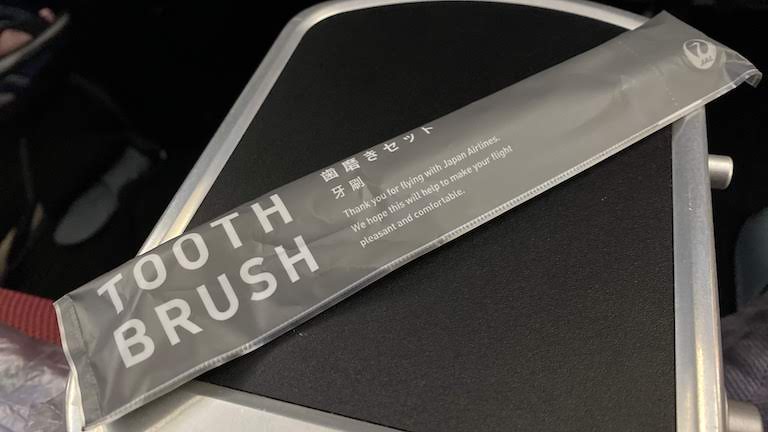 TOOTH
BRUSH
歯磨きセット
牙刷
Thank you for flying with Japan Airlines.
We hope this will help to make your flight
pleasant and comfortable.
JAL